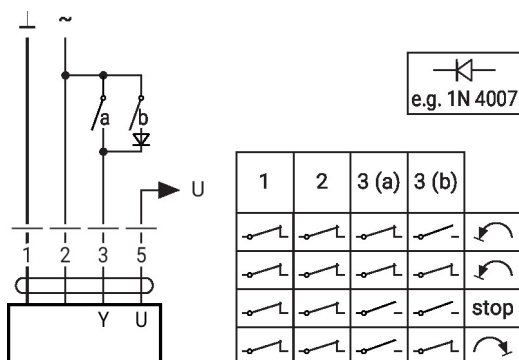 ⊥ ~
a b
e.g. 1N 4007
U
1 2 3 5
Y U
1 2 3 (a) 3 (b)
stop